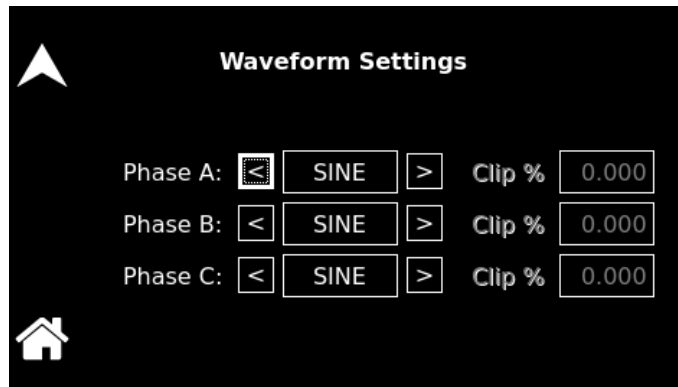 Waveform Settings
Phase A: < SINE > Clip % 0.000
Phase B: < SINE > Clip % 0.000
Phase C: < SINE > Clip % 0.000